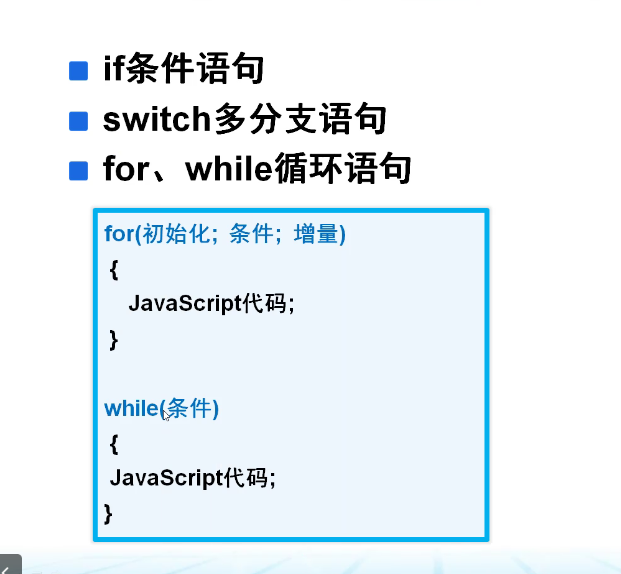 if条件语句
switch多分支语句
for、while循环语句
for(初始化; 条件; 增量)
{
JavaScript代码;
}
while(条件)
{
JavaScript代码;
}